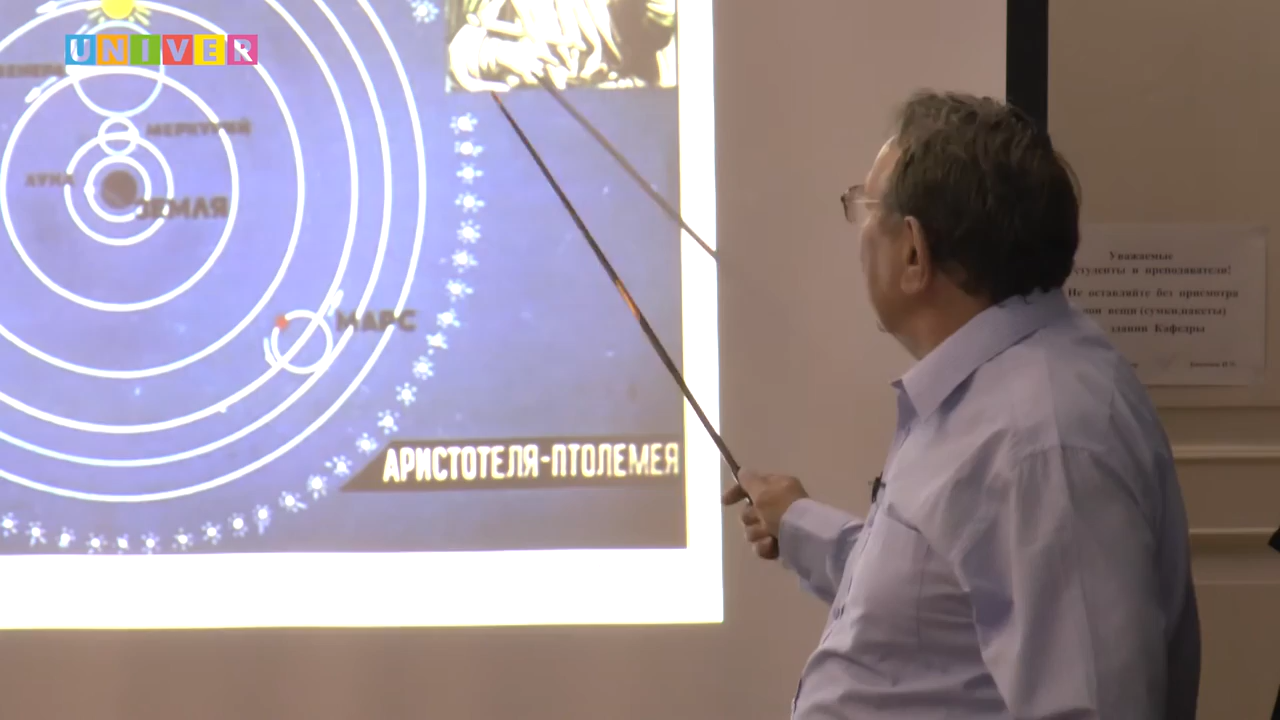 UNIVER
ВЕНЕРА
МЕРКУРИЙ
ЛУНА
ЗЕМЛЯ
МАРС
АРИСТОТЕЛЯ-ПТОЛЕМЕЯ
Уважаемые
студенты и преподаватели!
Не оставляйте без присмотра
вещи (сумки,пакеты)
здании Кафедры